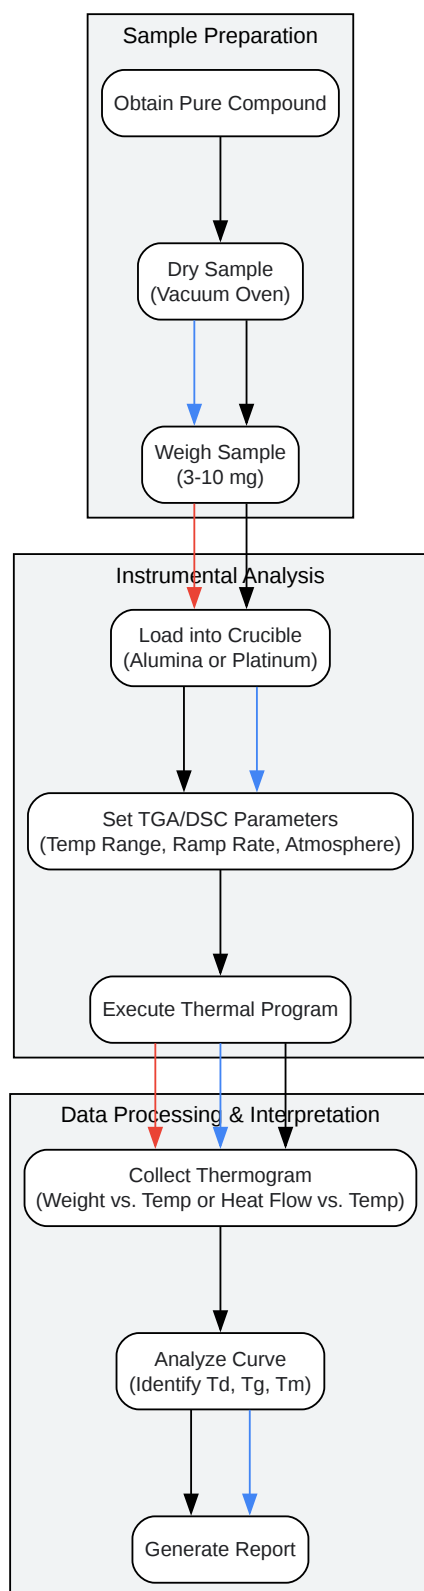 Sample Preparation
Obtain Pure Compound
Dry Sample
(Vacuum Oven)
Weigh Sample
(3-10 mg)
Instrumental Analysis
Load into Crucible
(Alumina or Platinum)
Set TGA/DSC Parameters
(Temp Range, Ramp Rate, Atmosphere)
Execute Thermal Program
Data Processing & Interpretation
Collect Thermogram
(Weight vs. Temp or Heat Flow vs. Temp)
Analyze Curve
(Identify Td, Tg, Tm)
Generate Report